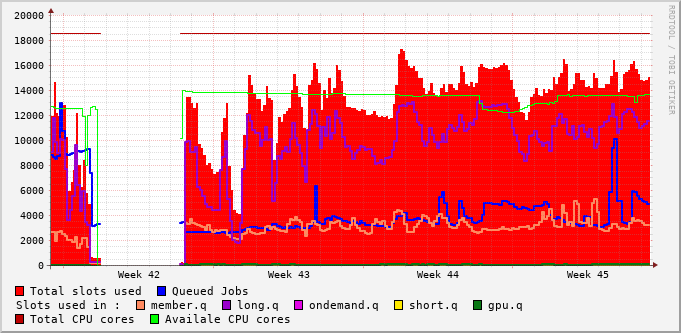 20000
18000
16000
14000
12000
10000
8000
6000
4000
2000
0
Week 42 Week 43 Week 44 Week 45
RRDTOOL / TOBI OETIKER
Total slots used Queued Jobs
Slots used in : member.q long.q ondemand.q short.q gpu.q
Total CPU cores Availale CPU cores